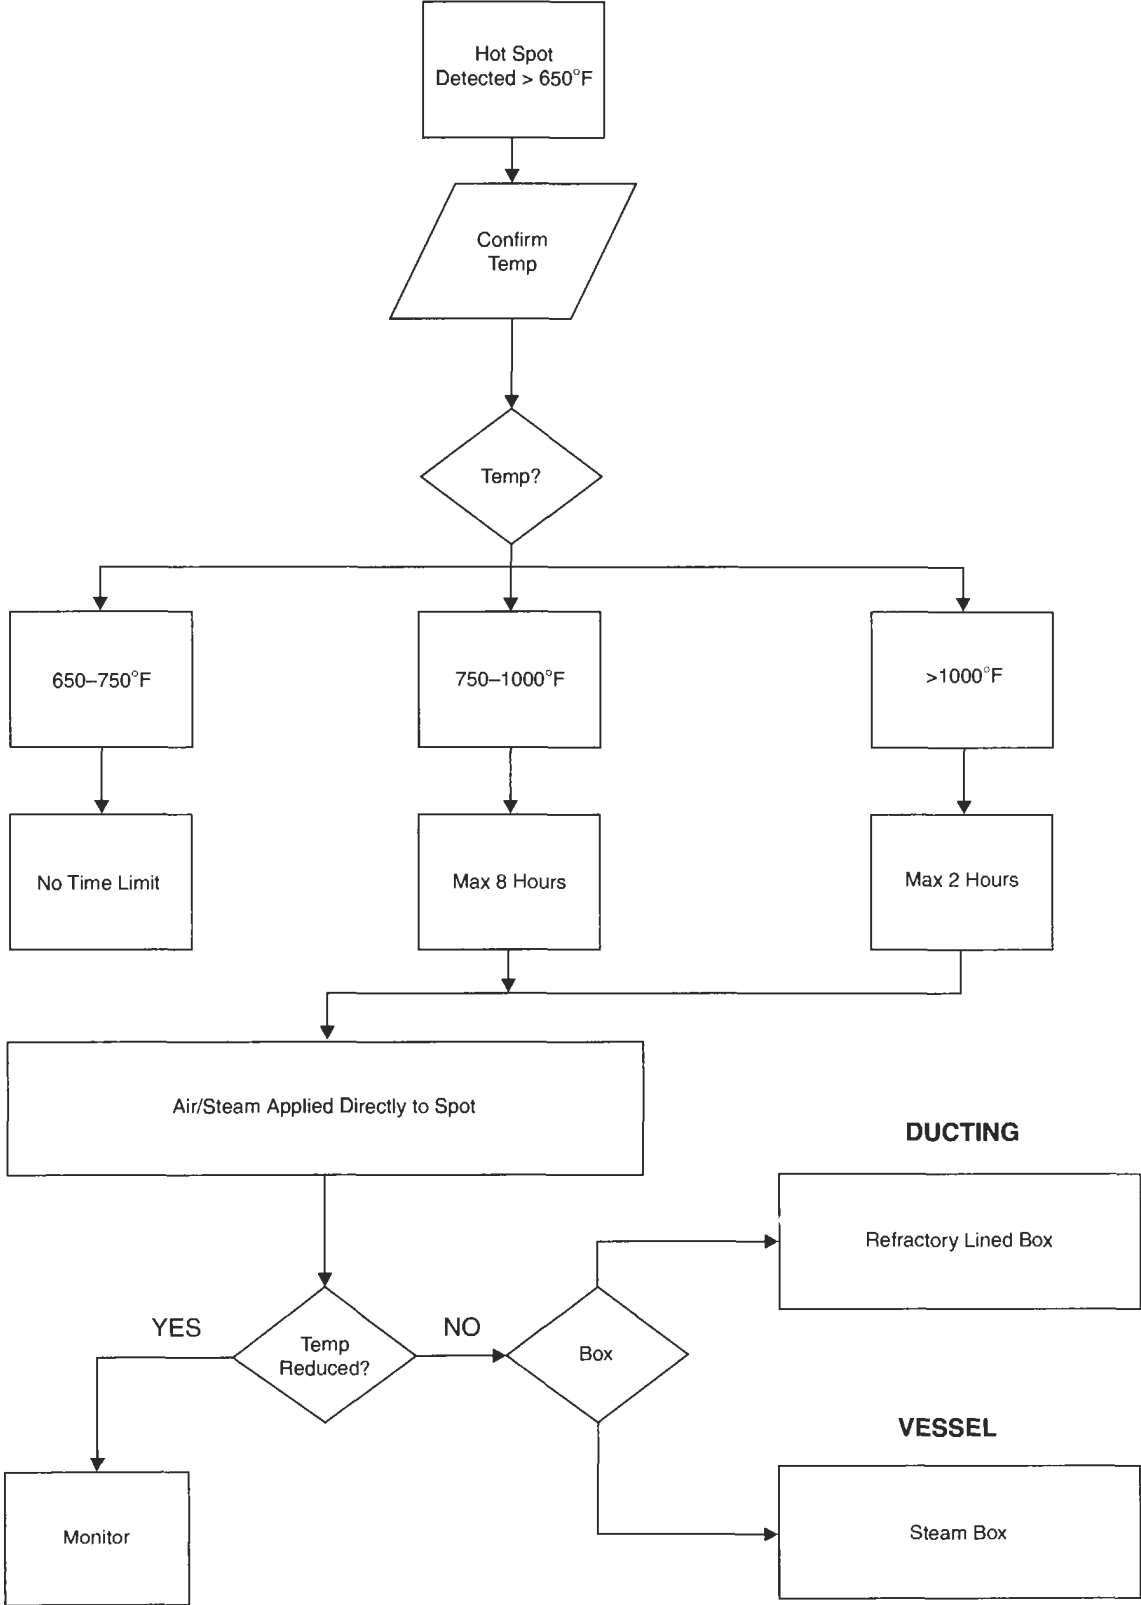 Hot Spot
Detected > 650°F
Confirm
Temp
Temp?
650–750°F
750–1000°F
>1000°F
No Time Limit
Max 8 Hours
Max 2 Hours
Air/Steam Applied Directly to Spot
DUCTING
Refractory Lined Box
YES
Temp
Reduced?
NO
Box
VESSEL
Monitor
Steam Box